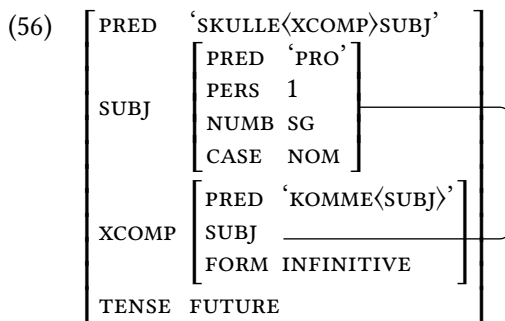 (56) PRED ‘SKULLE⟨XCOMP⟩SUBJ’
PRED ‘PRO’
PERS 1
SUBJ
NUMB SG
CASE NOM
PRED ‘KOMME⟨SUBJ⟩’
XCOMP SUBJ
FORM INFINITIVE
TENSE FUTURE